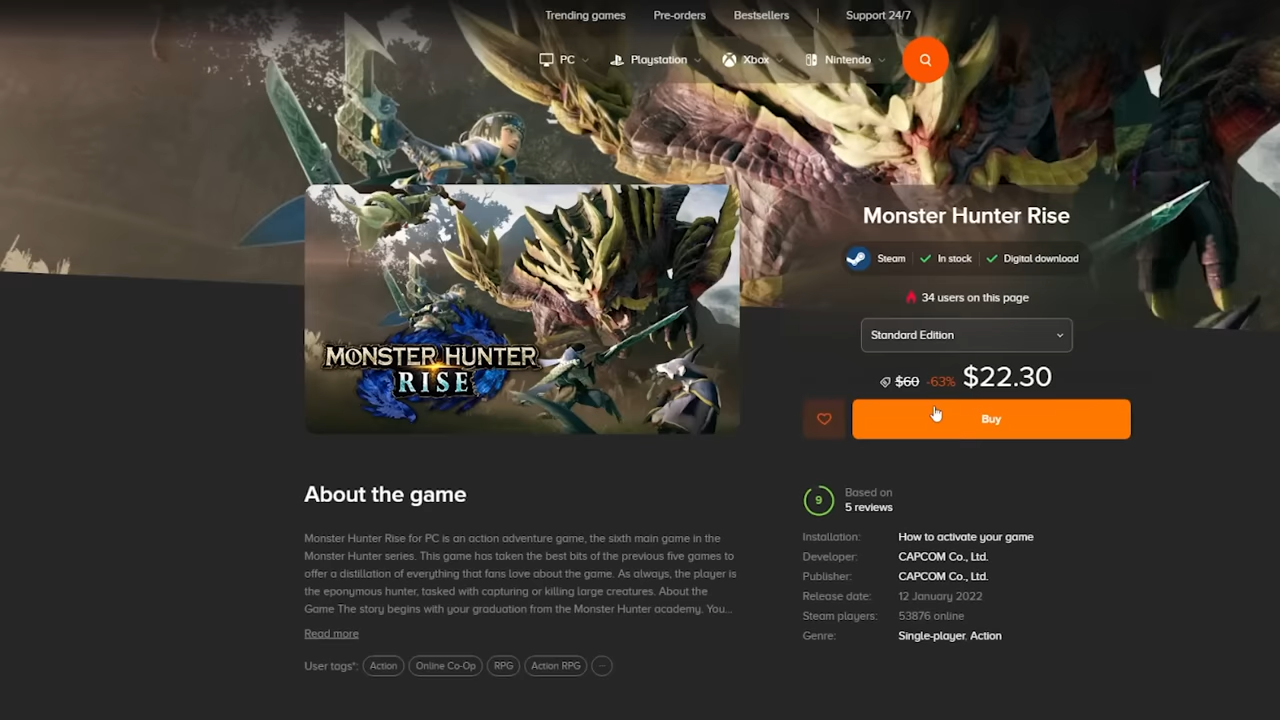 Trending games Pre-orders Bestsellers Support 24/7
PC Playstation Xbox Nintendo
MONSTER HUNTER
RISE
Monster Hunter Rise
Steam In stock Digital download
34 users on this page
Standard Edition
$60 -63% $22.30
Buy
About the game
Monster Hunter Rise for PC is an action adventure game, the sixth main game in the
Monster Hunter series. This game has taken the best bits of the previous five games to
offer a distillation of everything that fans love about the game. As always, the player is
the eponymous hunter, tasked with capturing or killing large creatures. About the
Game The story begins with your graduation from the Monster Hunter academy. You...
Read more
User tags*: Action Online Co-Op RPG Action RPG ...
9 Based on
5 reviews
Installation: How to activate your game
Developer: CAPCOM Co., Ltd.
Publisher: CAPCOM Co., Ltd.
Release date: 12 January 2022
Steam players: 53876 online
Genre: Single-player, Action